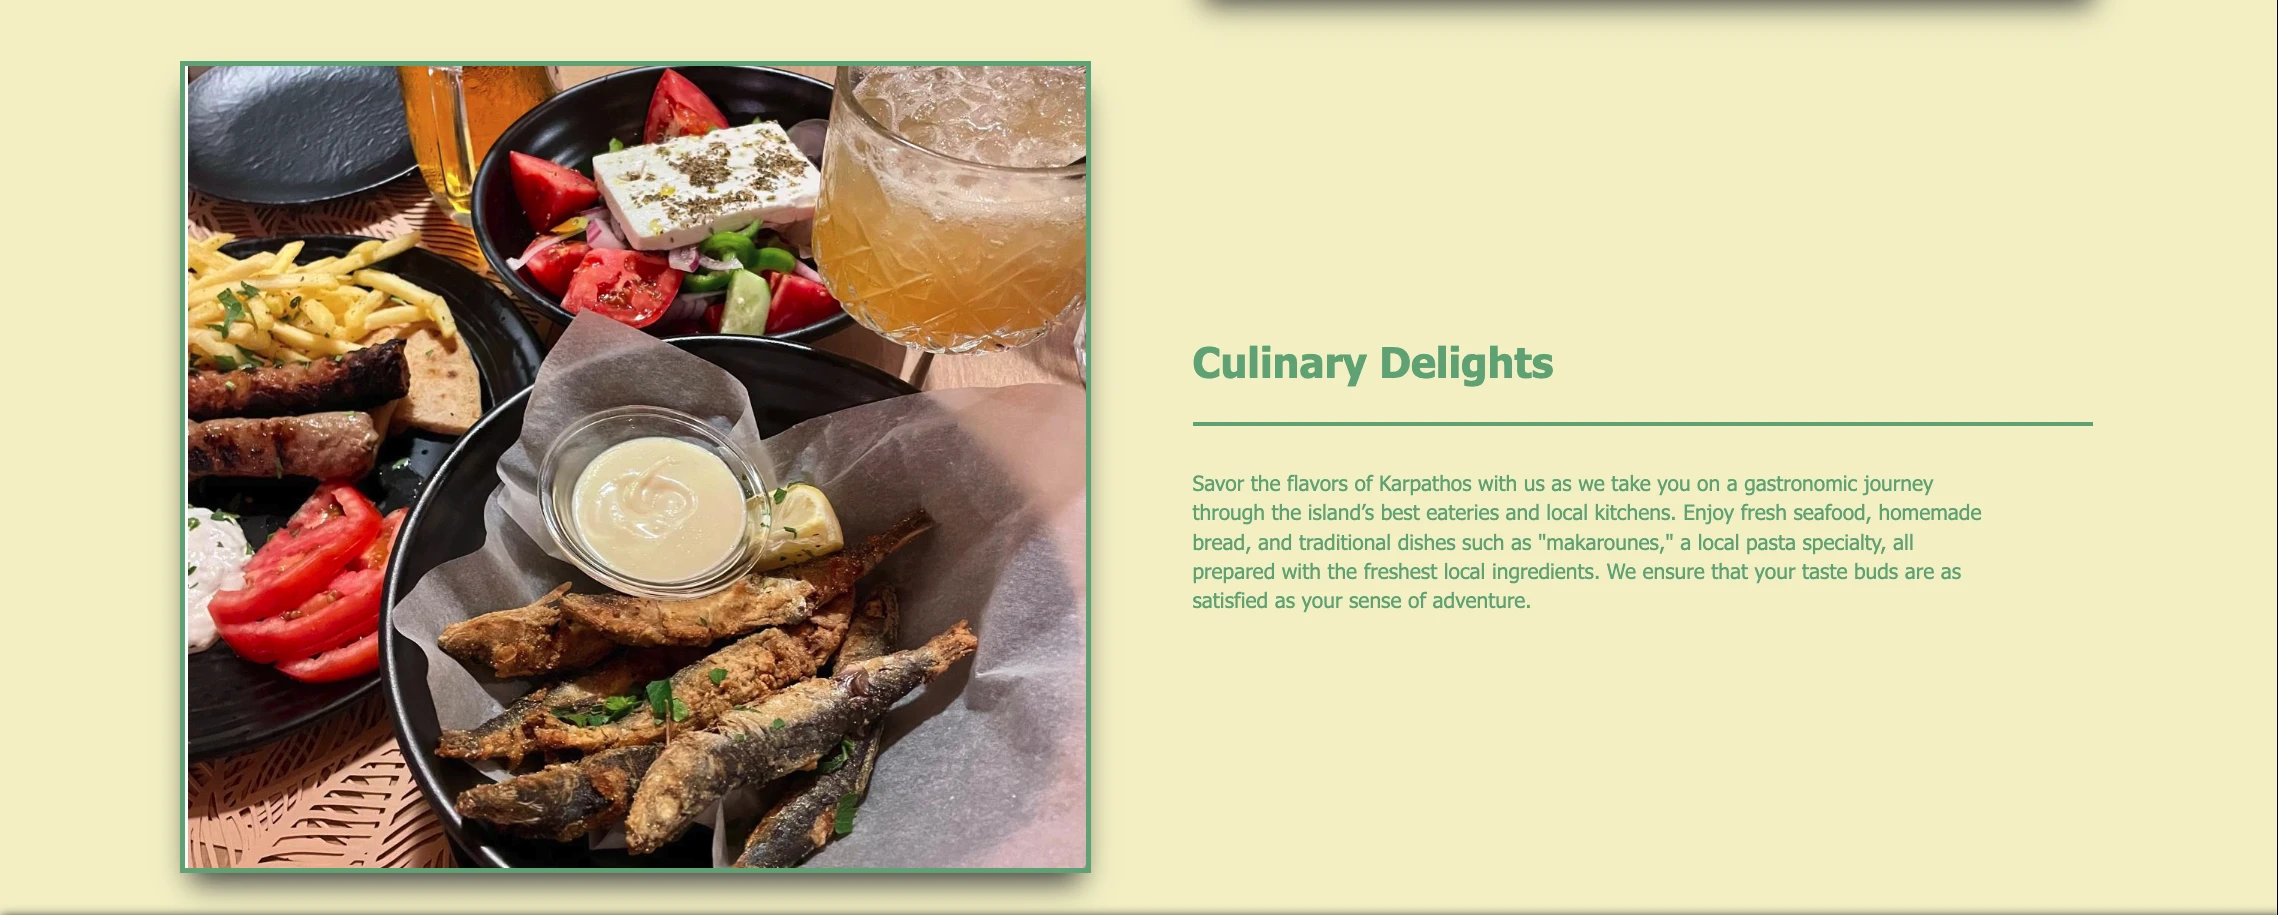 Culinary Delights
Savor the flavors of Karpathos with us as we take you on a gastronomic journey
through the island’s best eateries and local kitchens. Enjoy fresh seafood, homemade
bread, and traditional dishes such as "makarounes," a local pasta specialty, all
prepared with the freshest local ingredients. We ensure that your taste buds are as
satisfied as your sense of adventure.